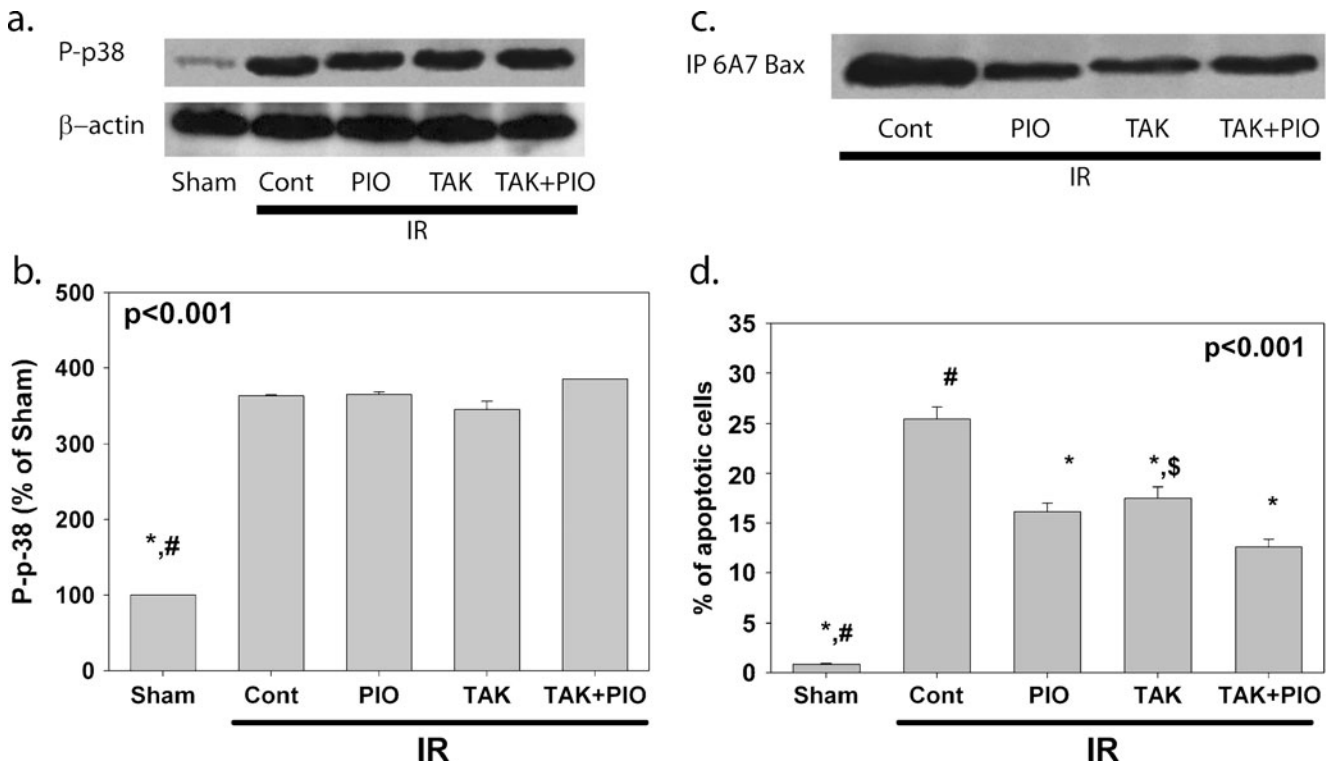 a.
P-p38
β–actin
Sham Cont PIO TAK TAK+PIO
IR
c.
IP 6A7 Bax
Cont PIO TAK TAK+PIO
IR
b.
p<0.001
P-p-38 (% of Sham)
500
400
300
200
100
0
*,#
Sham Cont PIO TAK TAK+PIO
IR
d.
p<0.001
% of apoptotic cells
35
30
25
20
15
10
5
0
*,# # * *,$ *
Sham Cont PIO TAK TAK+PIO
IR